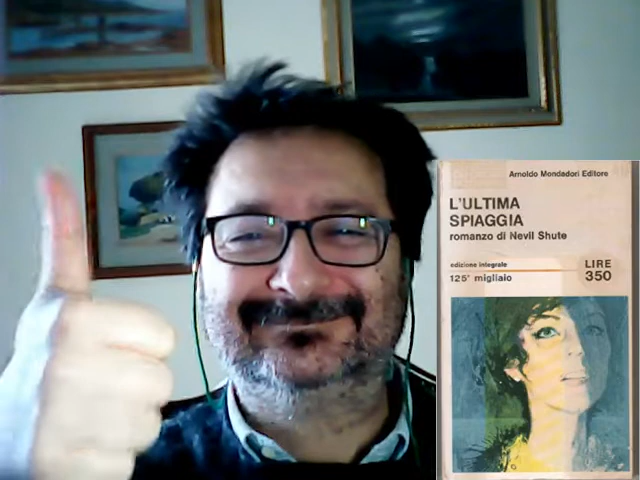 Arnoldo Mondadori Editore
L'ULTIMA
SPIAGGIA
romanzo di Nevil Shute
edizione integrale
LIRE
125° migliaio
350